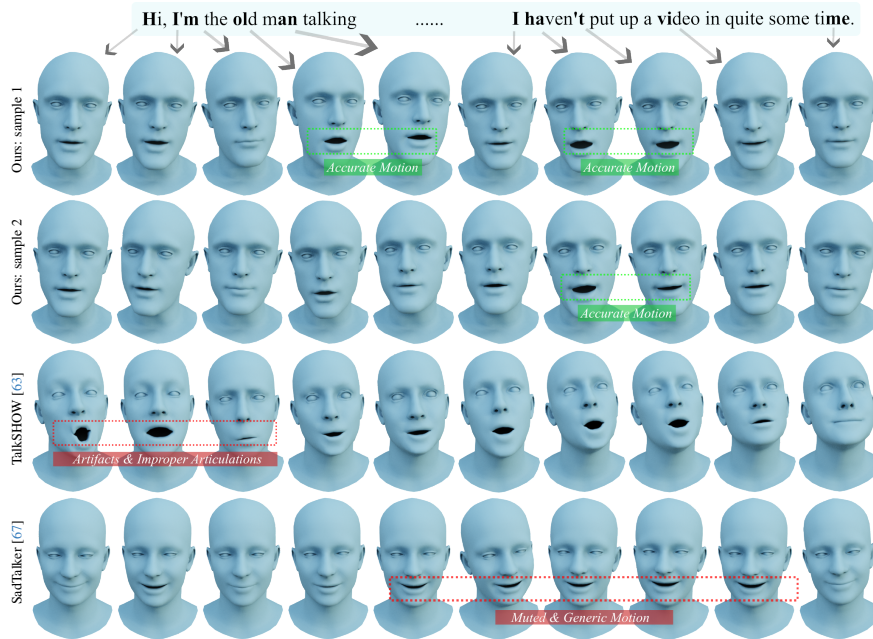 Hi, I'm the old man talking ...... I haven't put up a video in quite some time.
Ours: sample 1
Accurate Motion Accurate Motion
Ours: sample 2
Accurate Motion
TalkSHOW [63]
Artifacts & Improper Articulations
SadTalker [67]
Muted & Generic Motion